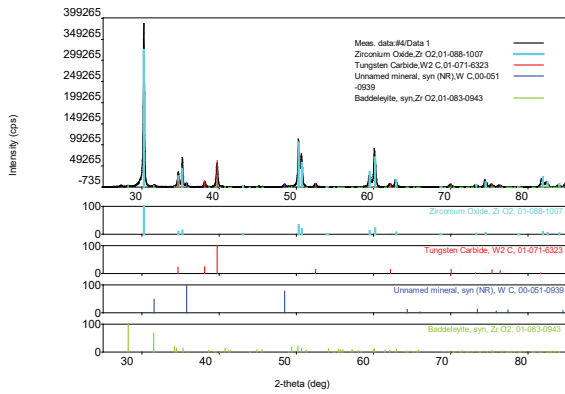 399265
349265
299265
249265
199265
149265
99265
49265
-735
Intensity (cps)
Meas. data:#4/Data 1
Zirconium Oxide,Zr O2,01-088-1007
Tungsten Carbide,W2 C,01-071-6323
Unnamed mineral, syn (NR),W C,00-051
-0939
Baddeleyite, syn,Zr O2,01-083-0943
30 40 50 60 70 80
100
0
Zirconium Oxide, Zr O2, 01-088-1007
100
0
Tungsten Carbide, W2 C, 01-071-6323
100
0
Unnamed mineral, syn (NR), W C, 00-051-0939
100
0
Baddeleyite, syn, Zr O2, 01-083-0943
30 40 50 60 70 80
2-theta (deg)